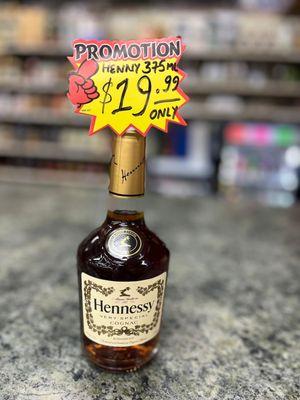 PROMOTION
HENNY 375ML
$19.99
ONLY
Hennessy
Hennessy
VERY SPECIAL
COGNAC